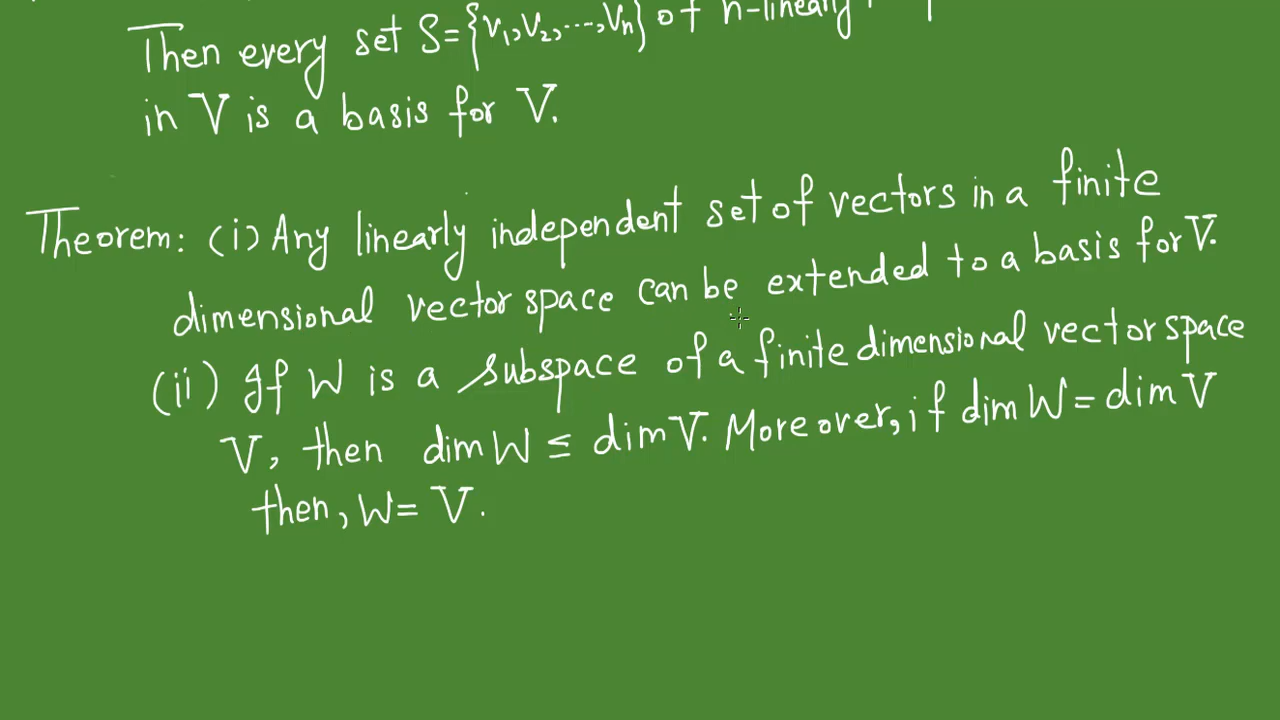 Then every set S={v₁,v₂,...,vₙ} of n-linearly
in V is a basis for V.
Theorem: (i) Any linearly independent set of vectors in a finite
dimensional vector space can be extended to a basis for V.
(ii) If W is a subspace of a finite dimensional vector space
V, then dim W ≤ dim V. Moreover, if dim W = dim V
then, W = V.